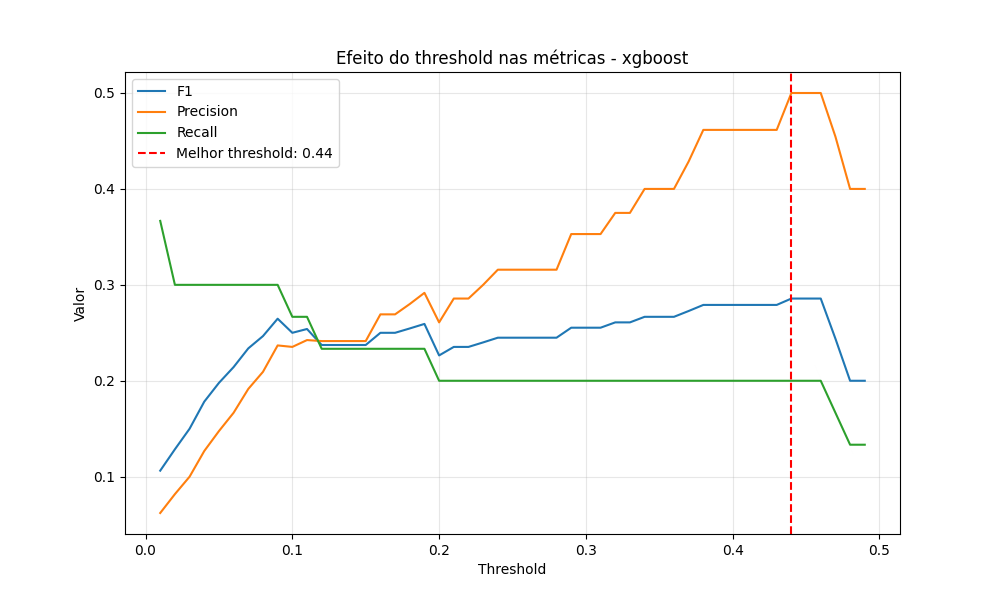 Efeito do threshold nas métricas - xgboost
F1
Precision
Recall
Melhor threshold: 0.44
0.5
0.4
0.3
0.2
0.1
Valor
0.0 0.1 0.2 0.3 0.4 0.5
Threshold